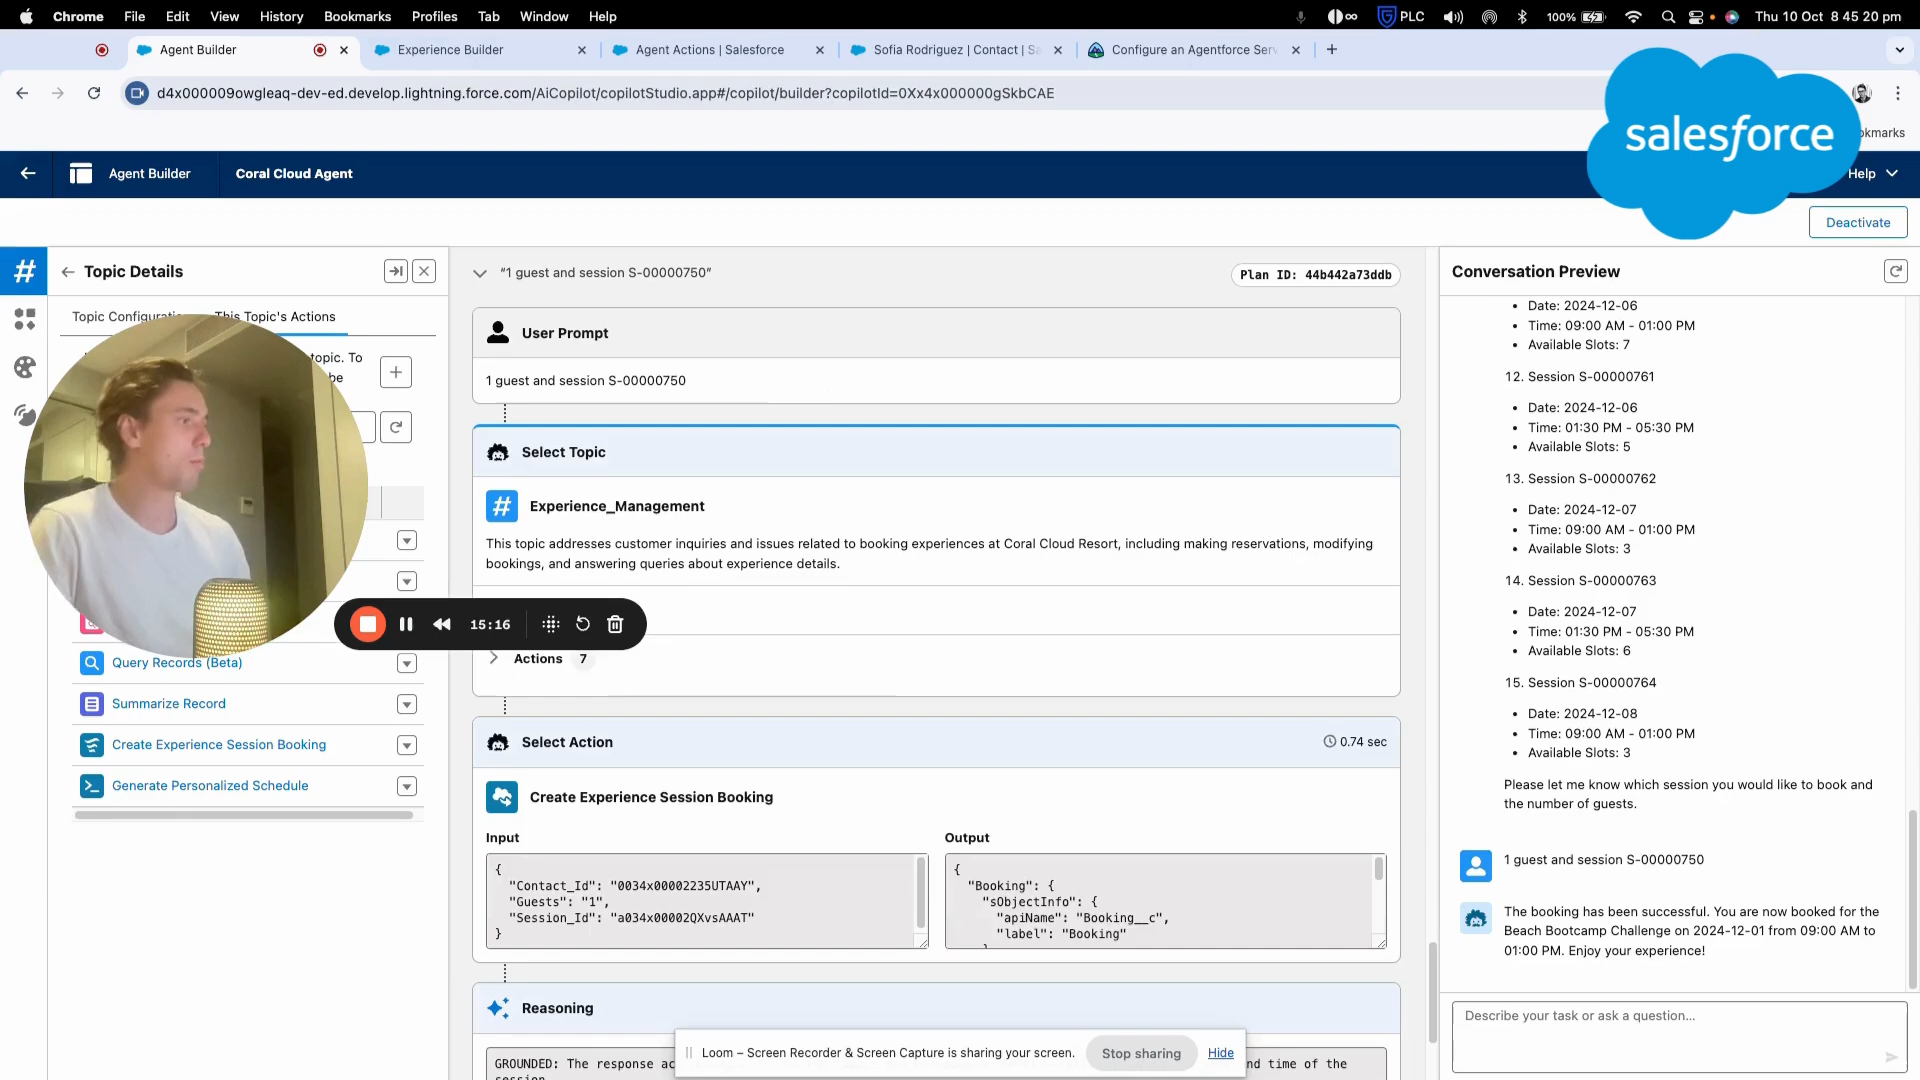 Chrome File Edit View History Bookmarks Profiles Tab Window Help
PLC 100% Thu 10 Oct 8 45 20 pm
Agent Builder
Experience Builder
Agent Actions | Salesforce
Sofia Rodriguez | Contact | Sa
Configure an Agentforce Serv
d4x000009owgleaq-dev-ed.develop.lightning.force.com/AiCopilot/copilotStudio.app#/copilot/builder?copilotId=0Xx4x000000gSkbCAE
okmarks
salesforce
Agent Builder
Coral Cloud Agent
Help
Deactivate
Topic Details
Topic Configuratio
This Topic's Actions
topic. To
be
Query Records (Beta)
Summarize Record
Create Experience Session Booking
Generate Personalized Schedule
15:16
"1 guest and session S-00000750"
Plan ID: 44b442a73ddb
User Prompt
1 guest and session S-00000750
Select Topic
Experience_Management
This topic addresses customer inquiries and issues related to booking experiences at Coral Cloud Resort, including making reservations, modifying
bookings, and answering queries about experience details.
Actions 7
Select Action
0.74 sec
Create Experience Session Booking
Input
{
"Contact_Id": "0034x00002235UTAAY",
"Guests": "1",
"Session_Id": "a034x00002QXvsAAAT"
}
Output
{
"Booking": {
"sObjectInfo": {
"apiName": "Booking__c",
"label": "Booking"
Reasoning
GROUNDED: The response ac
nd time of the
session
Loom – Screen Recorder & Screen Capture is sharing your screen.
Stop sharing
Hide
Conversation Preview
• Date: 2024-12-06
• Time: 09:00 AM - 01:00 PM
• Available Slots: 7
12. Session S-00000761
• Date: 2024-12-06
• Time: 01:30 PM - 05:30 PM
• Available Slots: 5
13. Session S-00000762
• Date: 2024-12-07
• Time: 09:00 AM - 01:00 PM
• Available Slots: 3
14. Session S-00000763
• Date: 2024-12-07
• Time: 01:30 PM - 05:30 PM
• Available Slots: 6
15. Session S-00000764
• Date: 2024-12-08
• Time: 09:00 AM - 01:00 PM
• Available Slots: 3
Please let me know which session you would like to book and
the number of guests.
1 guest and session S-00000750
The booking has been successful. You are now booked for the
Beach Bootcamp Challenge on 2024-12-01 from 09:00 AM to
01:00 PM. Enjoy your experience!
Describe your task or ask a question...